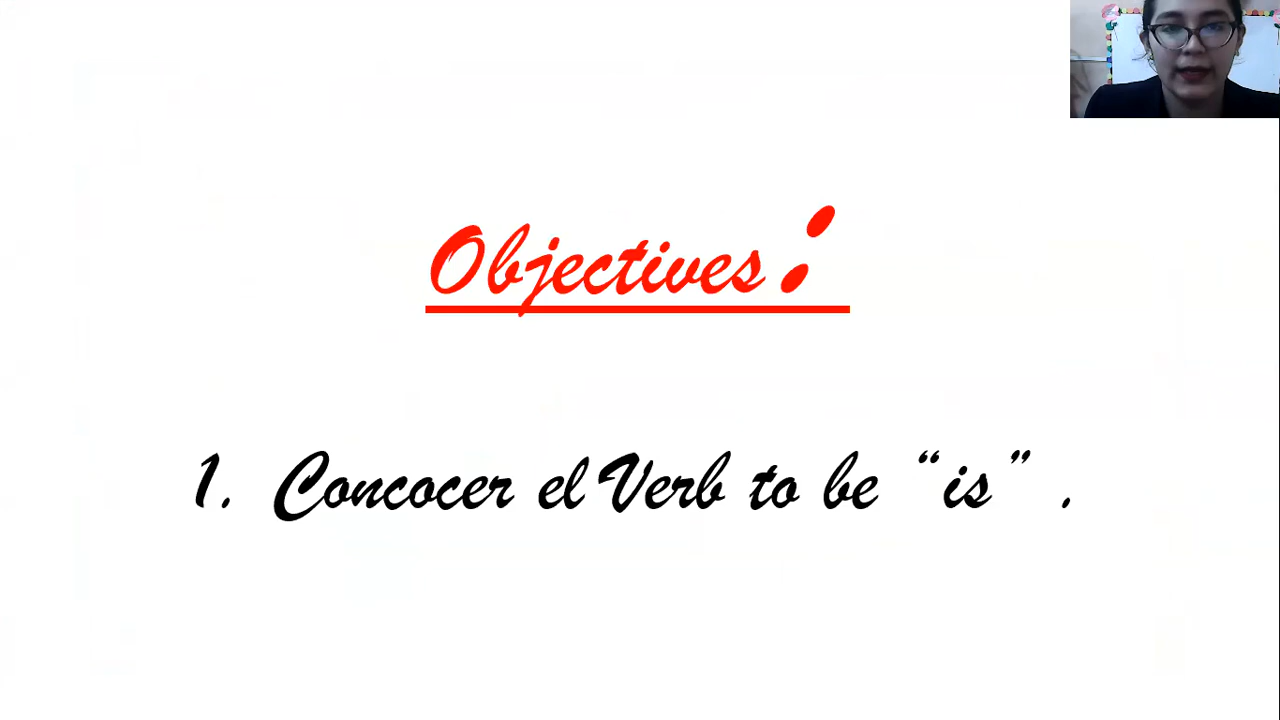 Objectives:
1. Concocer el Verb to be “is” .